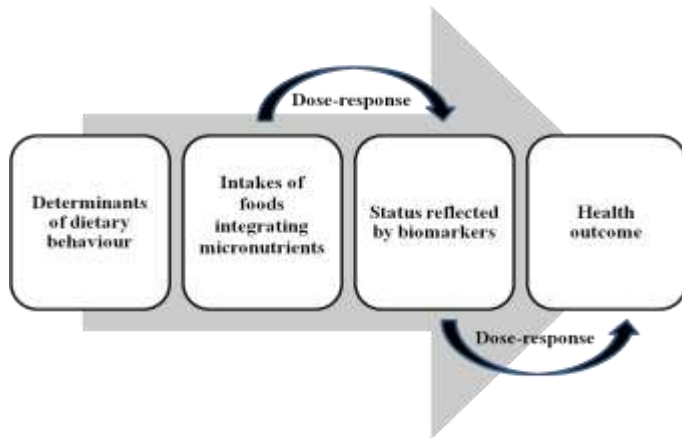 Dose-response
Determinants
of dietary
behaviour
Intakes of
foods
integrating
micronutrients
Status reflected
by biomarkers
Health
outcome
Dose-response